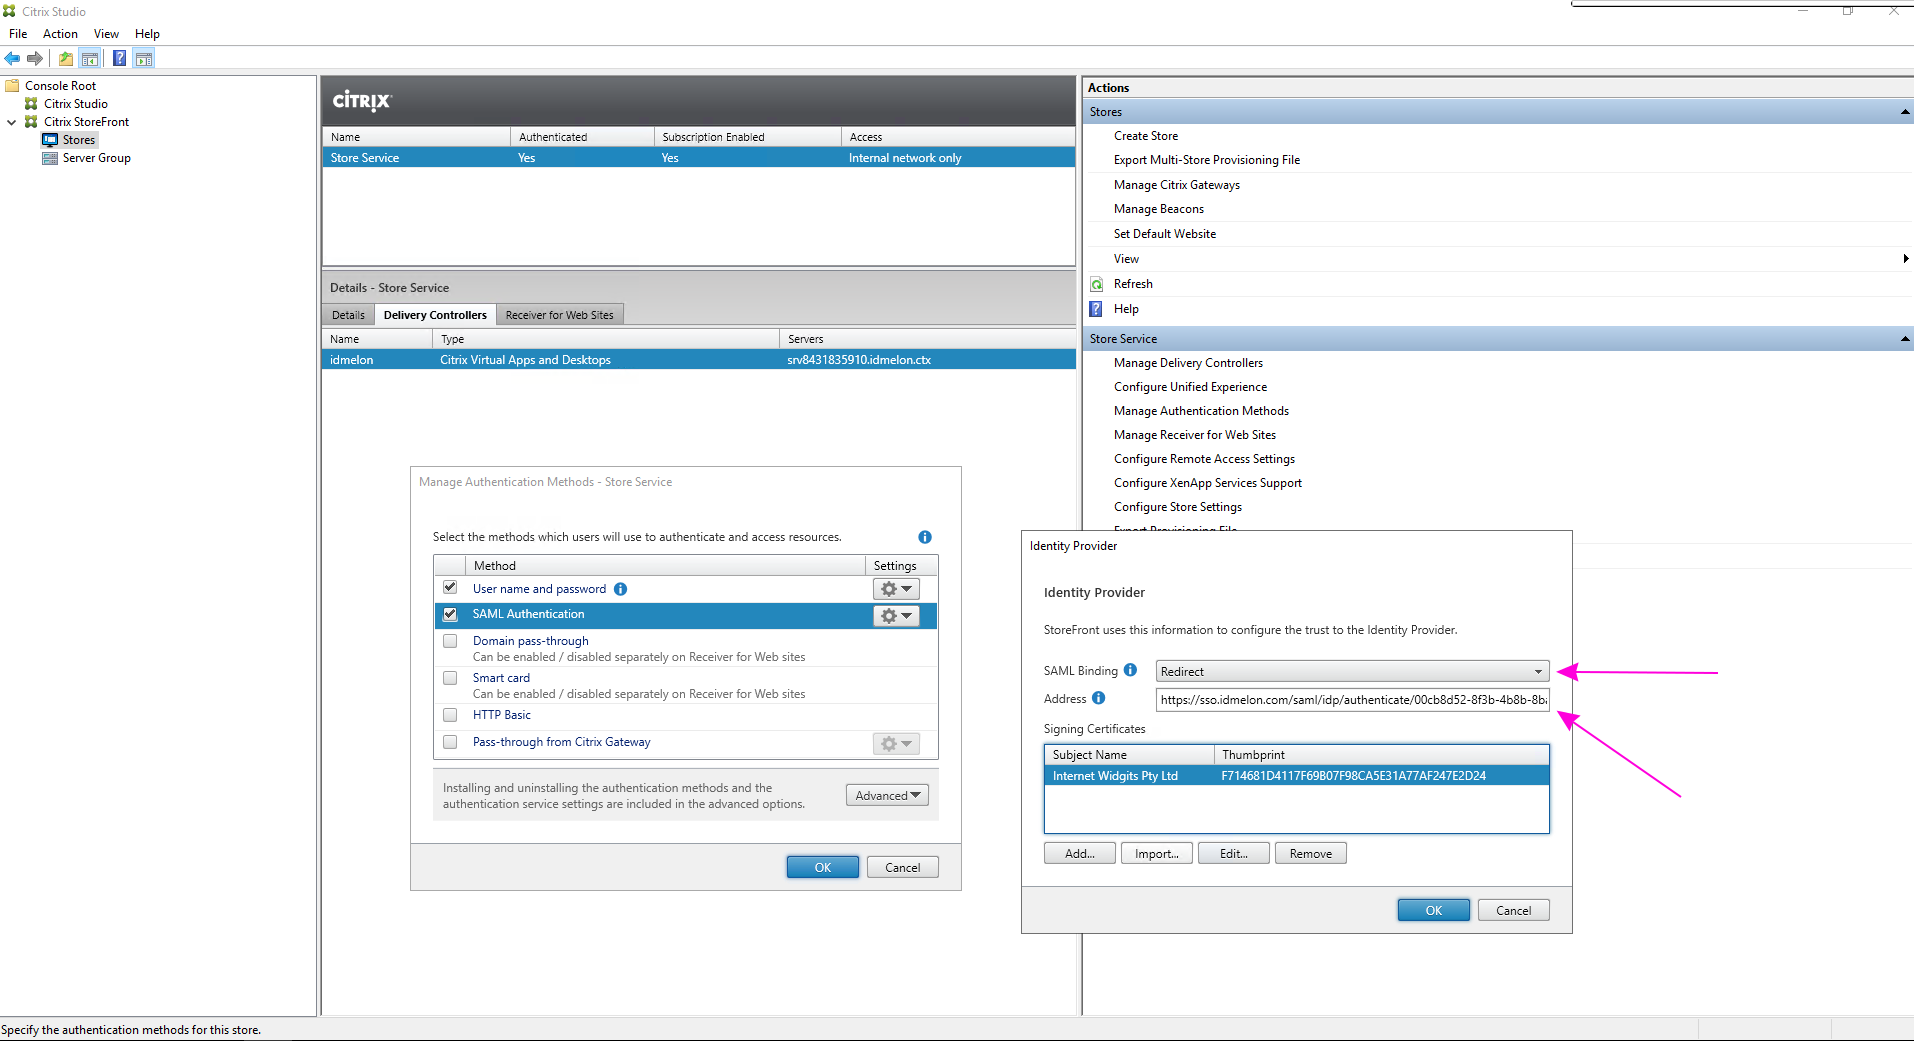 Citrix Studio
File Action View Help
Console Root
Citrix Studio
Citrix StoreFront
Stores
Server Group
CİTRIX
Name Authenticated Subscription Enabled Access
Store Service Yes Yes Internal network only
Details - Store Service
Details Delivery Controllers Receiver for Web Sites
Name Type Servers
idmelon Citrix Virtual Apps and Desktops srv8431835910.idmelon.ctx
Manage Authentication Methods - Store Service
Select the methods which users will use to authenticate and access resources.
Method Settings
User name and password
SAML Authentication
Domain pass-through
Can be enabled / disabled separately on Receiver for Web sites
Smart card
Can be enabled / disabled separately on Receiver for Web sites
HTTP Basic
Pass-through from Citrix Gateway
Installing and uninstalling the authentication methods and the
authentication service settings are included in the advanced options.
Advanced
OK Cancel
Actions
Stores
Create Store
Export Multi-Store Provisioning File
Manage Citrix Gateways
Manage Beacons
Set Default Website
View
Refresh
Help
Store Service
Manage Delivery Controllers
Configure Unified Experience
Manage Authentication Methods
Manage Receiver for Web Sites
Configure Remote Access Settings
Configure XenApp Services Support
Configure Store Settings
Export Provisioning File
Identity Provider
Identity Provider
StoreFront uses this information to configure the trust to the Identity Provider.
SAML Binding Redirect
Address https://sso.idmelon.com/saml/idp/authenticate/00cb8d52-8f3b-4b8b-8b
Signing Certificates
Subject Name Thumbprint
Internet Widgits Pty Ltd F714681D4117F69B07F98CA5E31A77AF247E2D24
Add... Import... Edit... Remove
OK Cancel
Specify the authentication methods for this store.